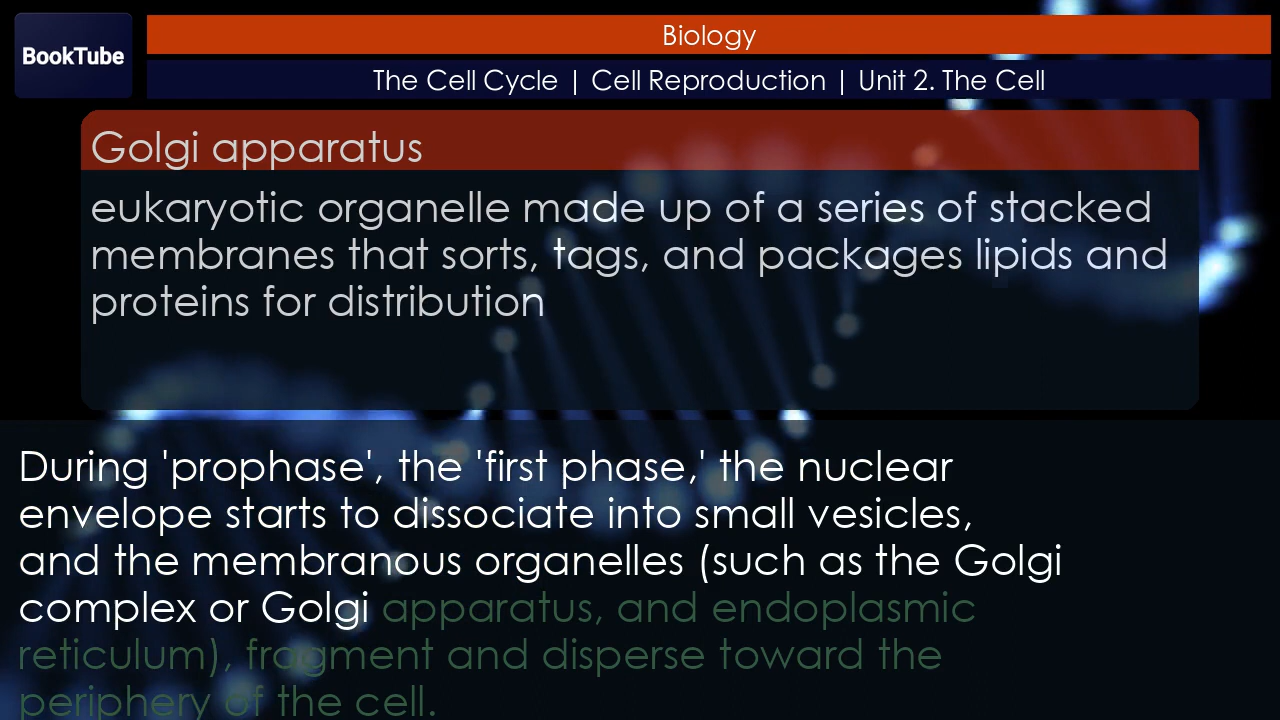 BookTube
Biology
The Cell Cycle | Cell Reproduction | Unit 2. The Cell
Golgi apparatus
eukaryotic organelle made up of a series of stacked
membranes that sorts, tags, and packages lipids and
proteins for distribution
During 'prophase', the 'first phase,' the nuclear
envelope starts to dissociate into small vesicles,
and the membranous organelles (such as the Golgi
complex or Golgi apparatus, and endoplasmic
reticulum), fragment and disperse toward the
periphery of the cell.